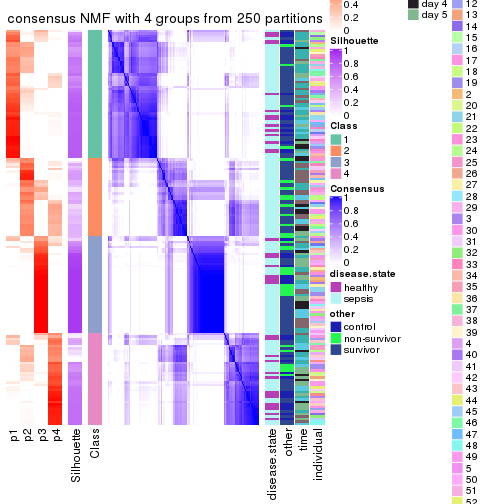 consensus NMF with 4 groups from 250 partitions
p1
p2
p3
p4
Silhouette
Class
disease.state
other
time
individual
0.4
0.2
0
Silhouette
1
0.8
0.6
0.4
0.2
0
Class
1
2
3
4
Consensus
1
0.8
0.6
0.4
0.2
0
disease.state
healthy
sepsis
other
control
non-survivor
survivor
day 4
day 5
12
13
14
15
16
17
18
19
2
20
21
22
23
24
25
26
27
28
29
3
30
31
32
33
34
35
36
37
38
39
4
40
41
42
43
44
45
46
47
48
49
5
50
51
52